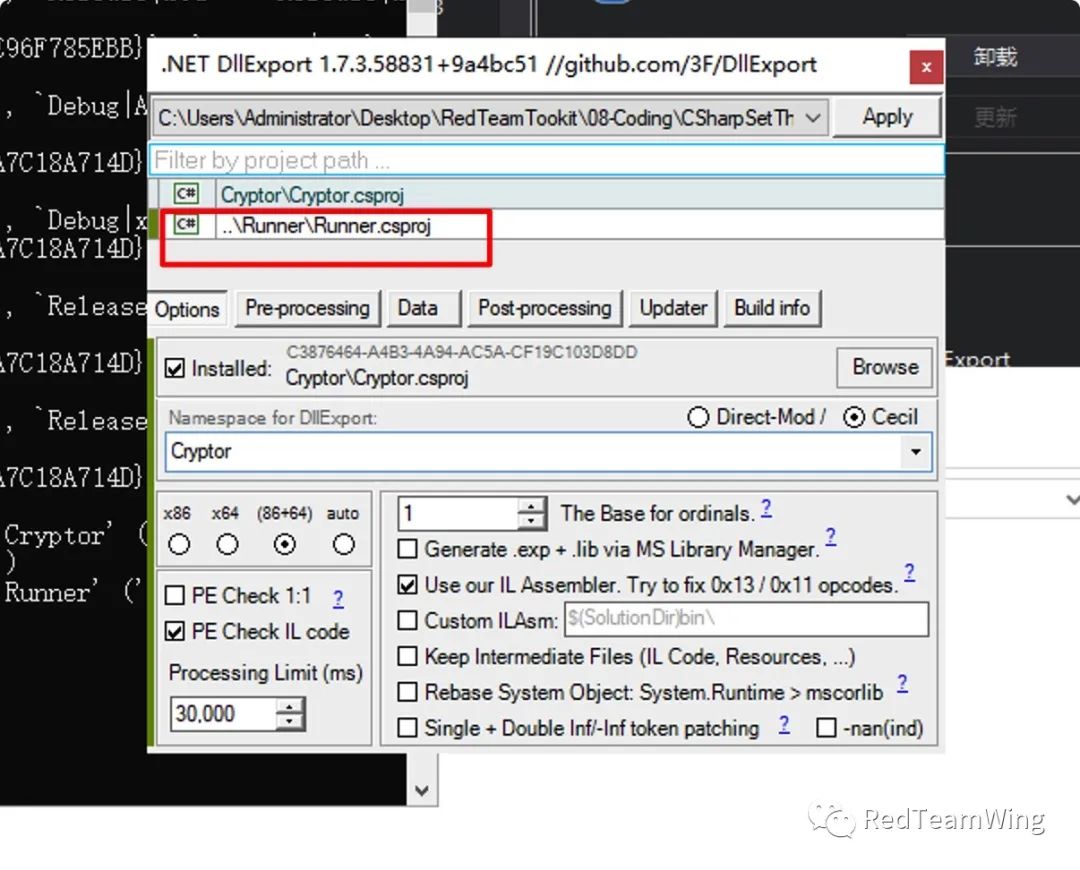 C96F785EBB}
, `Debug|A
A7C18A714D}
, `Debug|x
A7C18A714D}
, `Release
A7C18A714D}
, `Release
A7C18A714D}
Cryptor' (
)
Runner' ('
3
卸载
更新
Export
.NET DllExport 1.7.3.58831+9a4bc51 //github.com/3F/DllExport
x
C:\Users\Administrator\Desktop\RedTeamTookit\08-Coding\CSharpSetTh
Apply
Filter by project path ...
C# Cryptor\Cryptor.csproj
C# ..\Runner\Runner.csproj
Options Pre-processing Data Post-processing Updater Build info
Installed:
C3876464-A4B3-4A94-AC5A-CF19C103D8DD
Cryptor\Cryptor.csproj
Browse
Namespace for DllExport:
Direct-Mod / Cecil
Cryptor
x86 x64 (86+64) auto
PE Check 1:1 ?
PE Check IL code
Processing Limit (ms)
30,000
1 The Base for ordinals. ?
Generate .exp + .lib via MS Library Manager. ?
Use our IL Assembler. Try to fix 0x13 / 0x11 opcodes. ?
Custom ILAsm: $(SolutionDir)bin\
Keep Intermediate Files (IL Code, Resources, ...)
Rebase System Object: System.Runtime > mscorlib ?
Single + Double Inf/-Inf token patching ? -nan(ind)
RedTeamWing